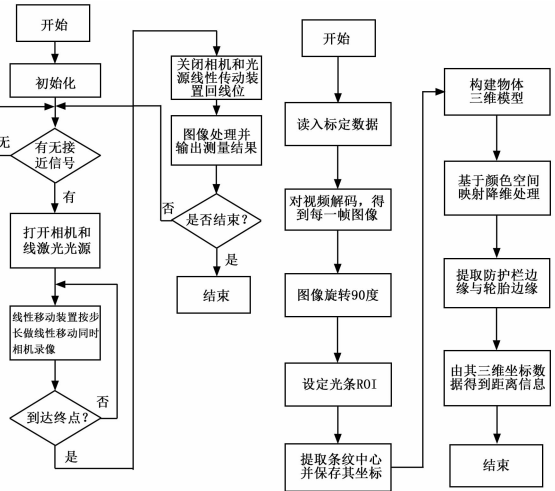 开始
初始化
无
有无接
近信号
有
打开相机和
线激光光源
线性移动装置按步
长做线性移动同时
相机录像
到达终点？
否
是
关闭相机和光
源线性传动装
置回线位
图像处理并
输出测量结果
否
是否结束？
是
结束
开始
读入标定数据
对视频解码，得
到每一帧图像
图像旋转90度
设定光条ROI
提取条纹中心
并保存其坐标
构建物体
三维模型
基于颜色空间
映射降维处理
提取防护栏边
缘与轮胎边缘
由其三维坐标数
据得到距离信息
结束